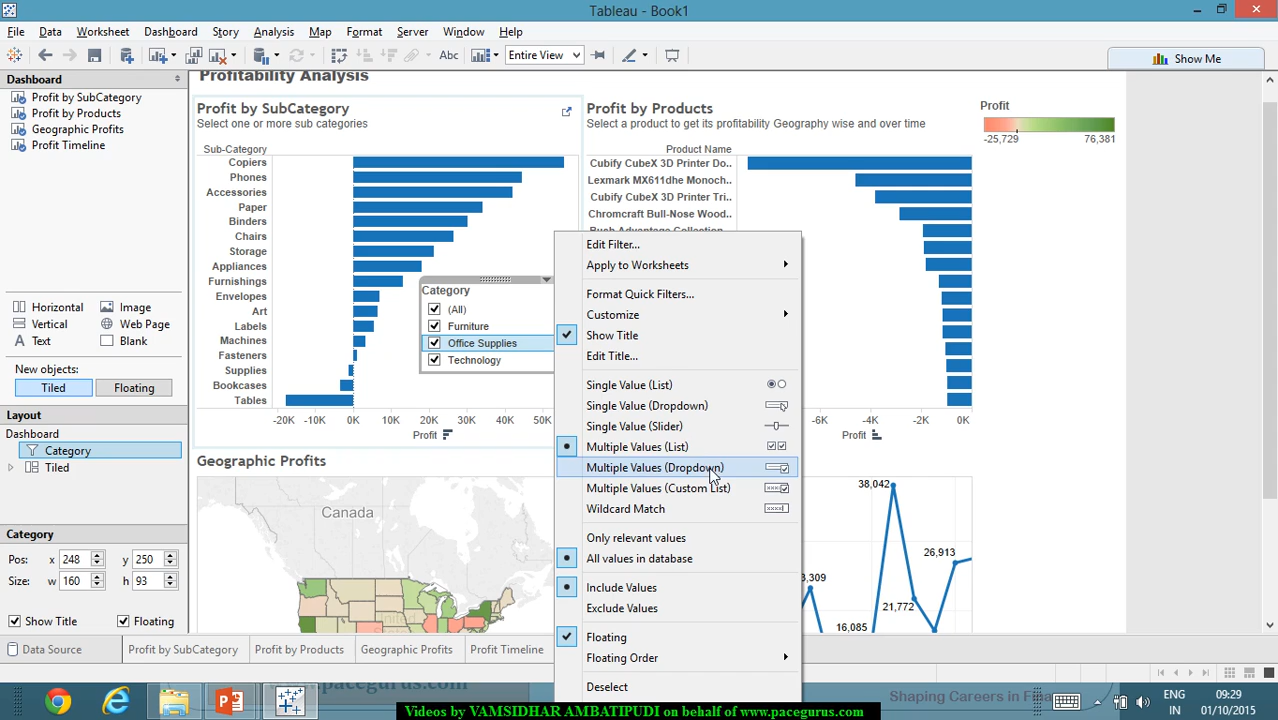 Tableau - Book1
File Data Worksheet Dashboard Story Analysis Map Format Server Window Help
Abc Entire View Show Me
Dashboard
Profit by SubCategory
Profit by Products
Geographic Profits
Profit Timeline
Horizontal Image
Vertical Web Page
Text Blank
New objects:
Tiled Floating
Layout
Dashboard
Category
Tiled
Category
Pos: x 248 y 250
Size: w 160 h 93
Show Title Floating
Profitability Analysis
Profit by SubCategory
Select one or more sub categories
Sub-Category
Copiers
Phones
Accessories
Paper
Binders
Chairs
Storage
Appliances
Furnishings
Envelopes
Art
Labels
Machines
Fasteners
Supplies
Bookcases
Tables
-20K -10K 0K 10K 20K 30K 40K 50K
Profit
Category
(All)
Furniture
Office Supplies
Technology
Profit by Products
Select a product to get its profitability Geography wise and over time
Product Name
Cubify CubeX 3D Printer Do..
Lexmark MX611dhe Monoch..
Cubify CubeX 3D Printer Tri..
Chromcraft Bull-Nose Wood..
Bush Advantage Collection..
-6K -4K -2K 0K
Profit
Profit
-25,729 76,381
Edit Filter...
Apply to Worksheets
Format Quick Filters...
Customize
Show Title
Edit Title...
Single Value (List)
Single Value (Dropdown)
Single Value (Slider)
Multiple Values (List)
Multiple Values (Dropdown)
Multiple Values (Custom List)
Wildcard Match
Only relevant values
All values in database
Include Values
Exclude Values
Floating
Floating Order
Deselect
Geographic Profits
Canada
United
38,042
26,913
3,309
21,772
16,085
Data Source Profit by SubCategory Profit by Products Geographic Profits Profit Timeline
www.pacegurus.com
Shaping Careers in Fina
ENG
IN
09:29
01/10/2015
Videos by VAMSIDHAR AMBATIPUDI on behalf of www.pacegurus.com